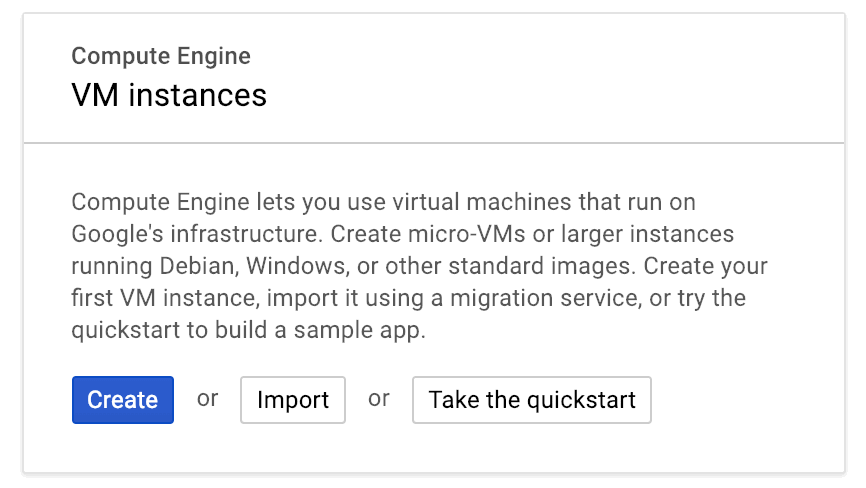 Compute Engine
VM instances
Compute Engine lets you use virtual machines that run on
Google's infrastructure. Create micro-VMs or larger instances
running Debian, Windows, or other standard images. Create your
first VM instance, import it using a migration service, or try the
quickstart to build a sample app.
Create or Import or Take the quickstart